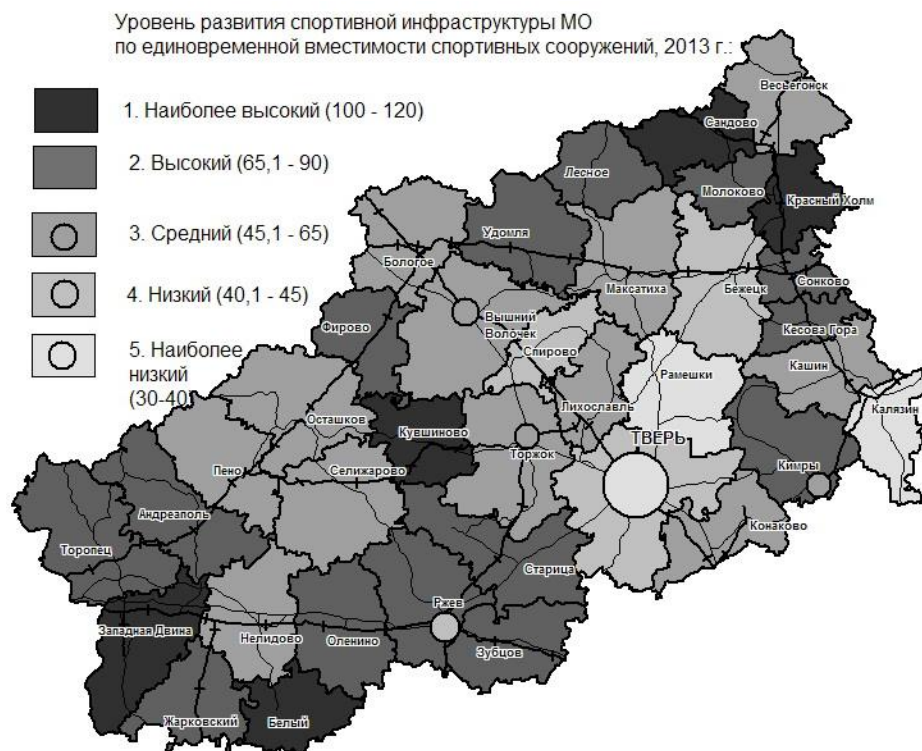 Уровень развития спортивной инфраструктуры МО
по единовременной вместимости спортивных сооружений, 2013 г.:
1. Наиболее высокий (100 - 120)
2. Высокий (65,1 - 90)
3. Средний (45,1 - 65)
4. Низкий (40,1 - 45)
5. Наиболее
низкий
(30-40
Весьегонск
Сандово
Лесное
Молоково
Красный Холм
Удомля
Бологое
Максатиха
Бежецк
Сонково
Фирово
Вышний
Волочек
Кесова Гора
Спирово
Рамешки
Кашин
Осташков
Лихославль
Калязин
Кувшиново
ТВЕРЬ
Торжок
Селижарово
Пено
Кимры
Андреаполь
Конаково
Торопец
Старица
Ржев
Западная Двина
Нелидово
Оленино
Зубцов
Жарковский
Белый